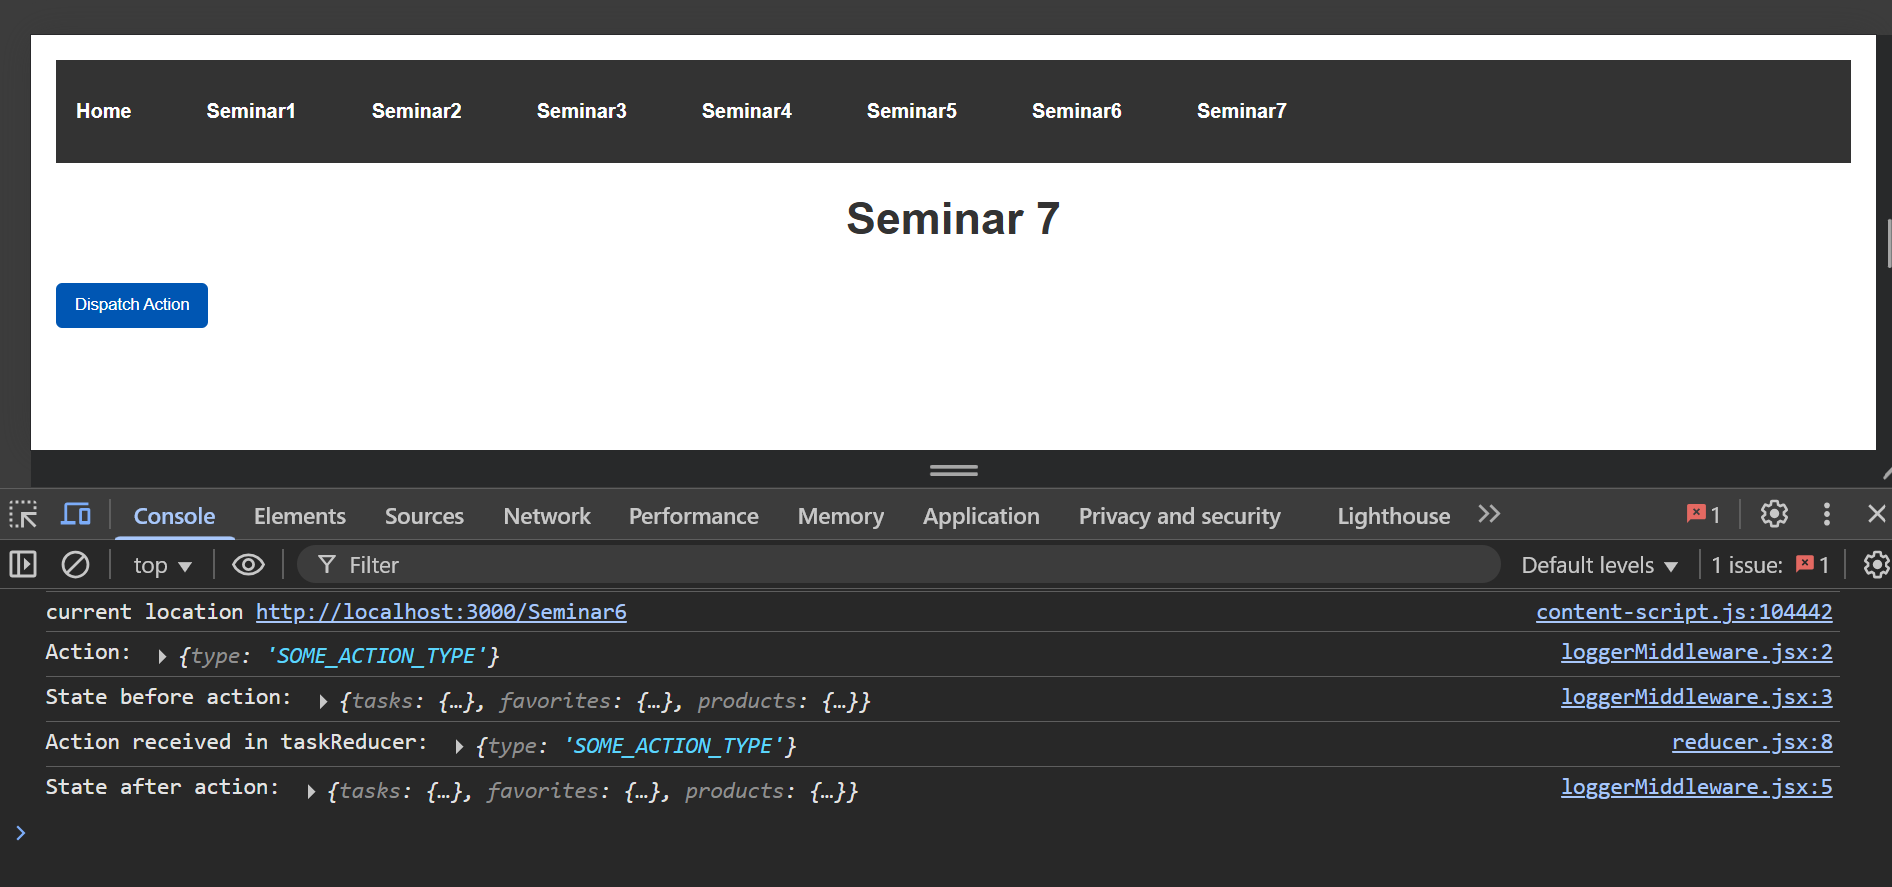 Home Seminar1 Seminar2 Seminar3 Seminar4 Seminar5 Seminar6 Seminar7
Seminar 7
Dispatch Action
Console Elements Sources Network Performance Memory Application Privacy and security Lighthouse 1
top Filter Default levels 1 issue: 1
current location http://localhost:3000/Seminar6 content-script.js:104442
Action: {type: 'SOME_ACTION_TYPE'} loggerMiddleware.jsx:2
State before action: {tasks: {…}, favorites: {…}, products: {…}} loggerMiddleware.jsx:3
Action received in taskReducer: {type: 'SOME_ACTION_TYPE'} reducer.jsx:8
State after action: {tasks: {…}, favorites: {…}, products: {…}} loggerMiddleware.jsx:5